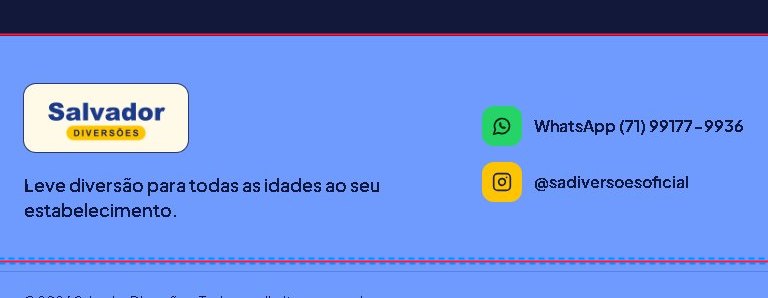 Salvador
DIVERSÕES
Leve diversão para todas as idades ao seu
estabelecimento.
WhatsApp (71) 99177-9936
@sadiversoesoficial